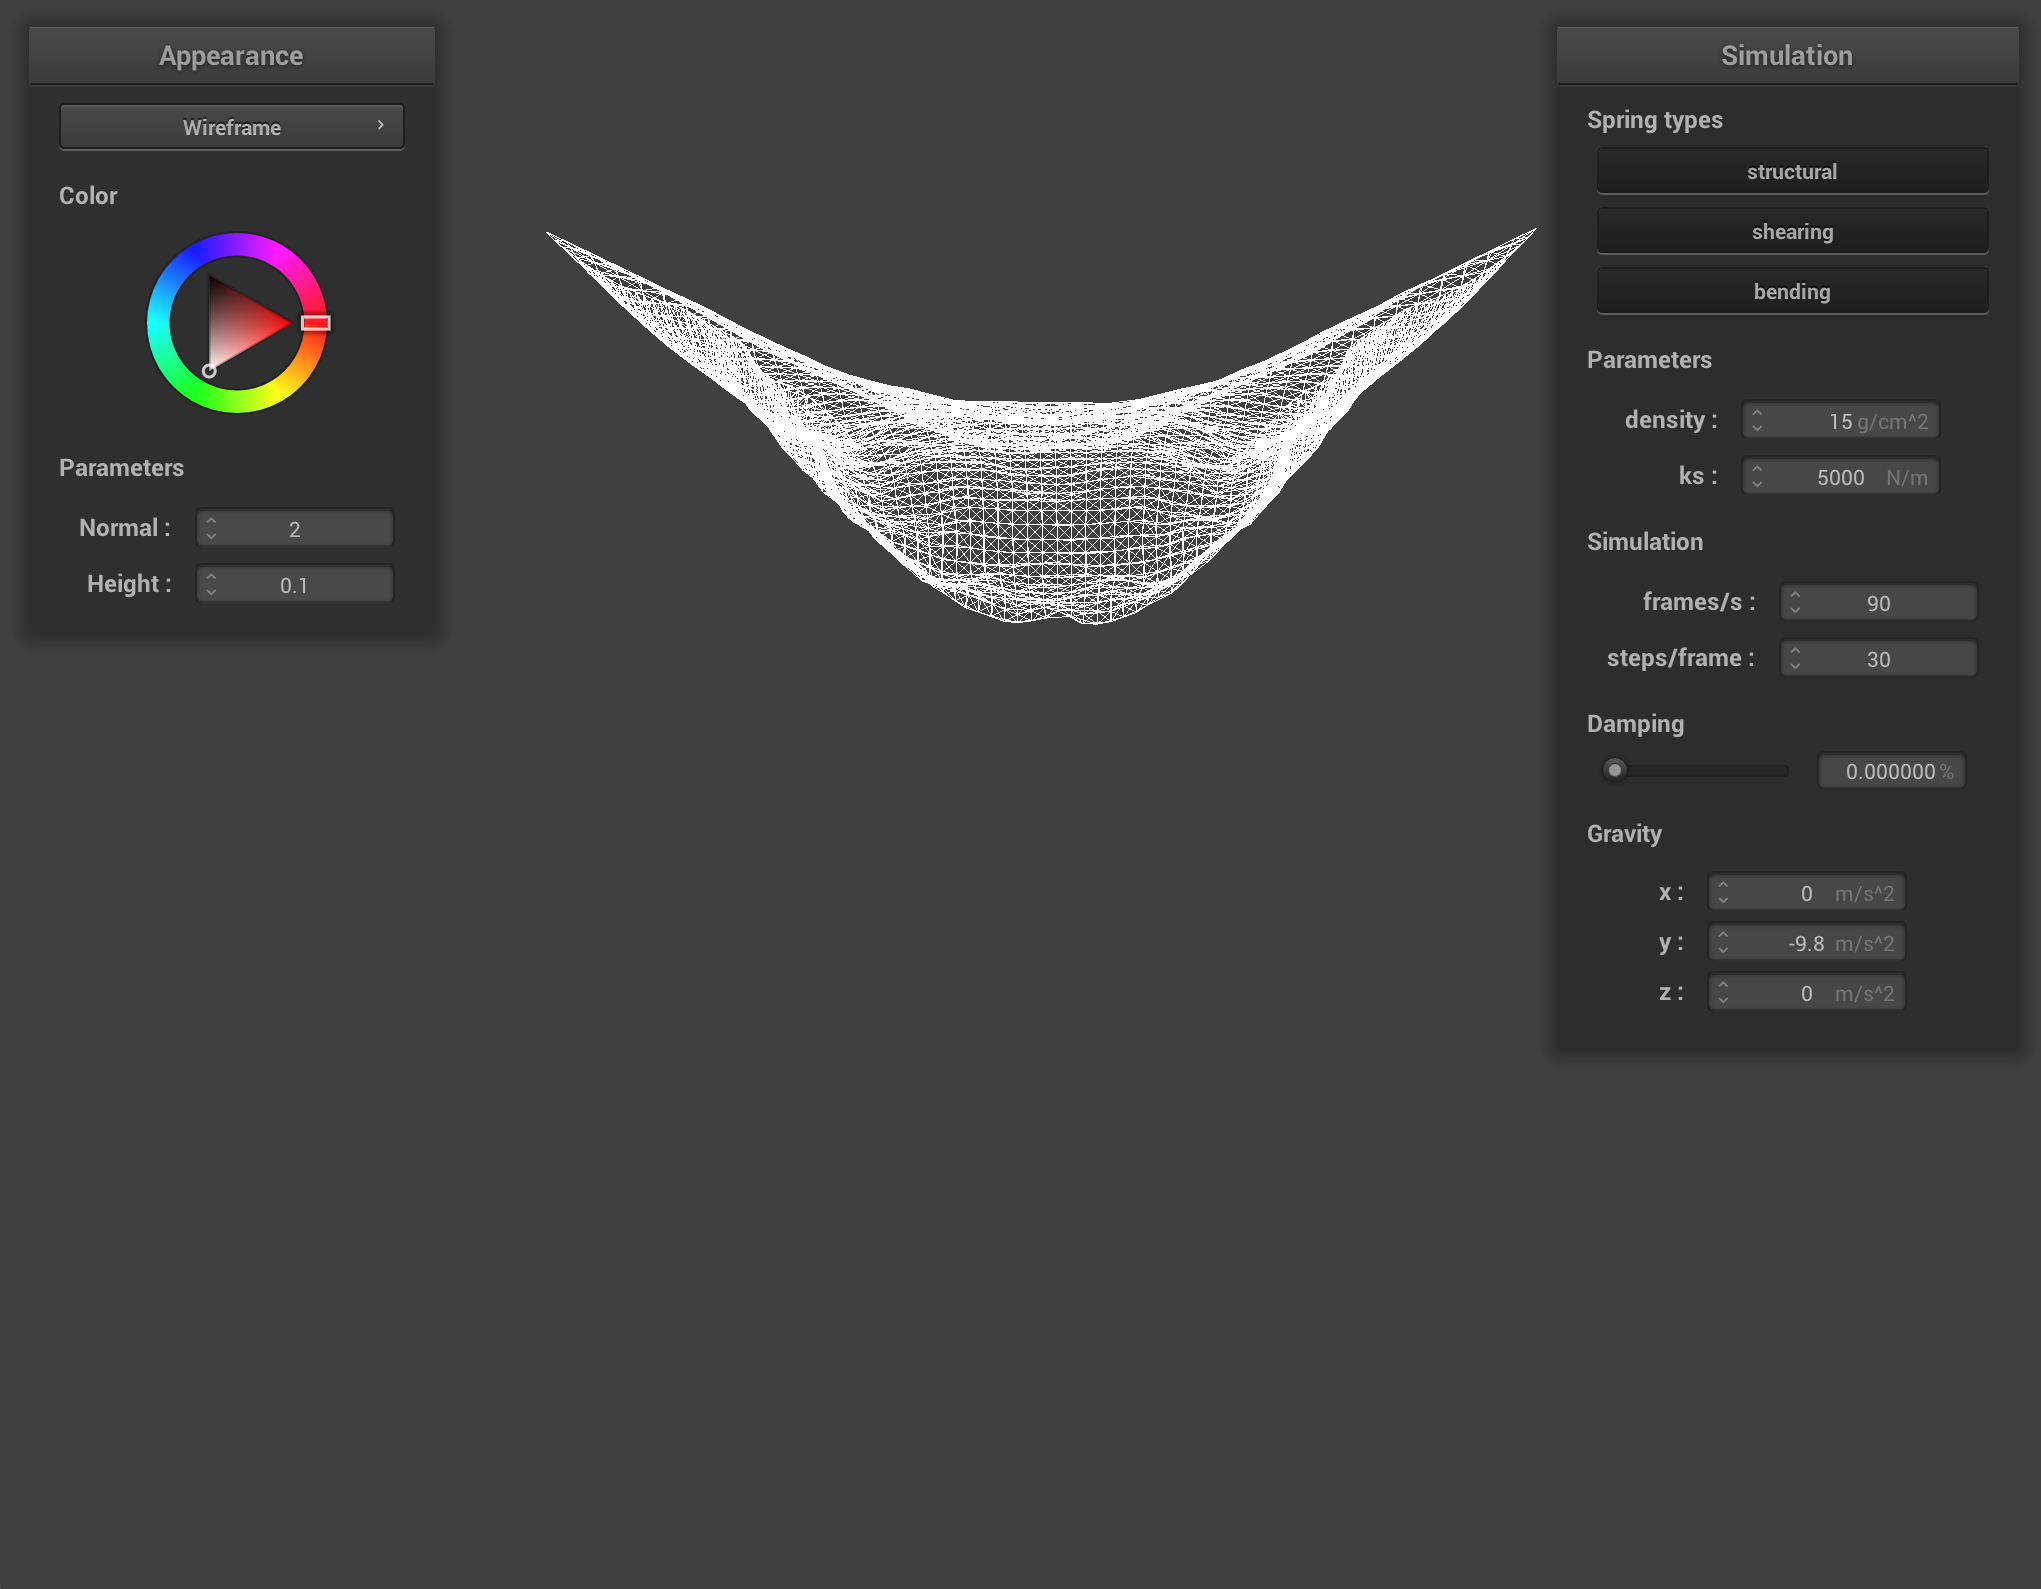 Appearance
Wireframe
Color
Parameters
Normal : 2
Height : 0.1
Simulation
Spring types
structural
shearing
bending
Parameters
density : 15 g/cm^2
ks : 5000 N/m
Simulation
frames/s : 90
steps/frame : 30
Damping
0.000000 %
Gravity
x : 0 m/s^2
y : -9.8 m/s^2
z : 0 m/s^2